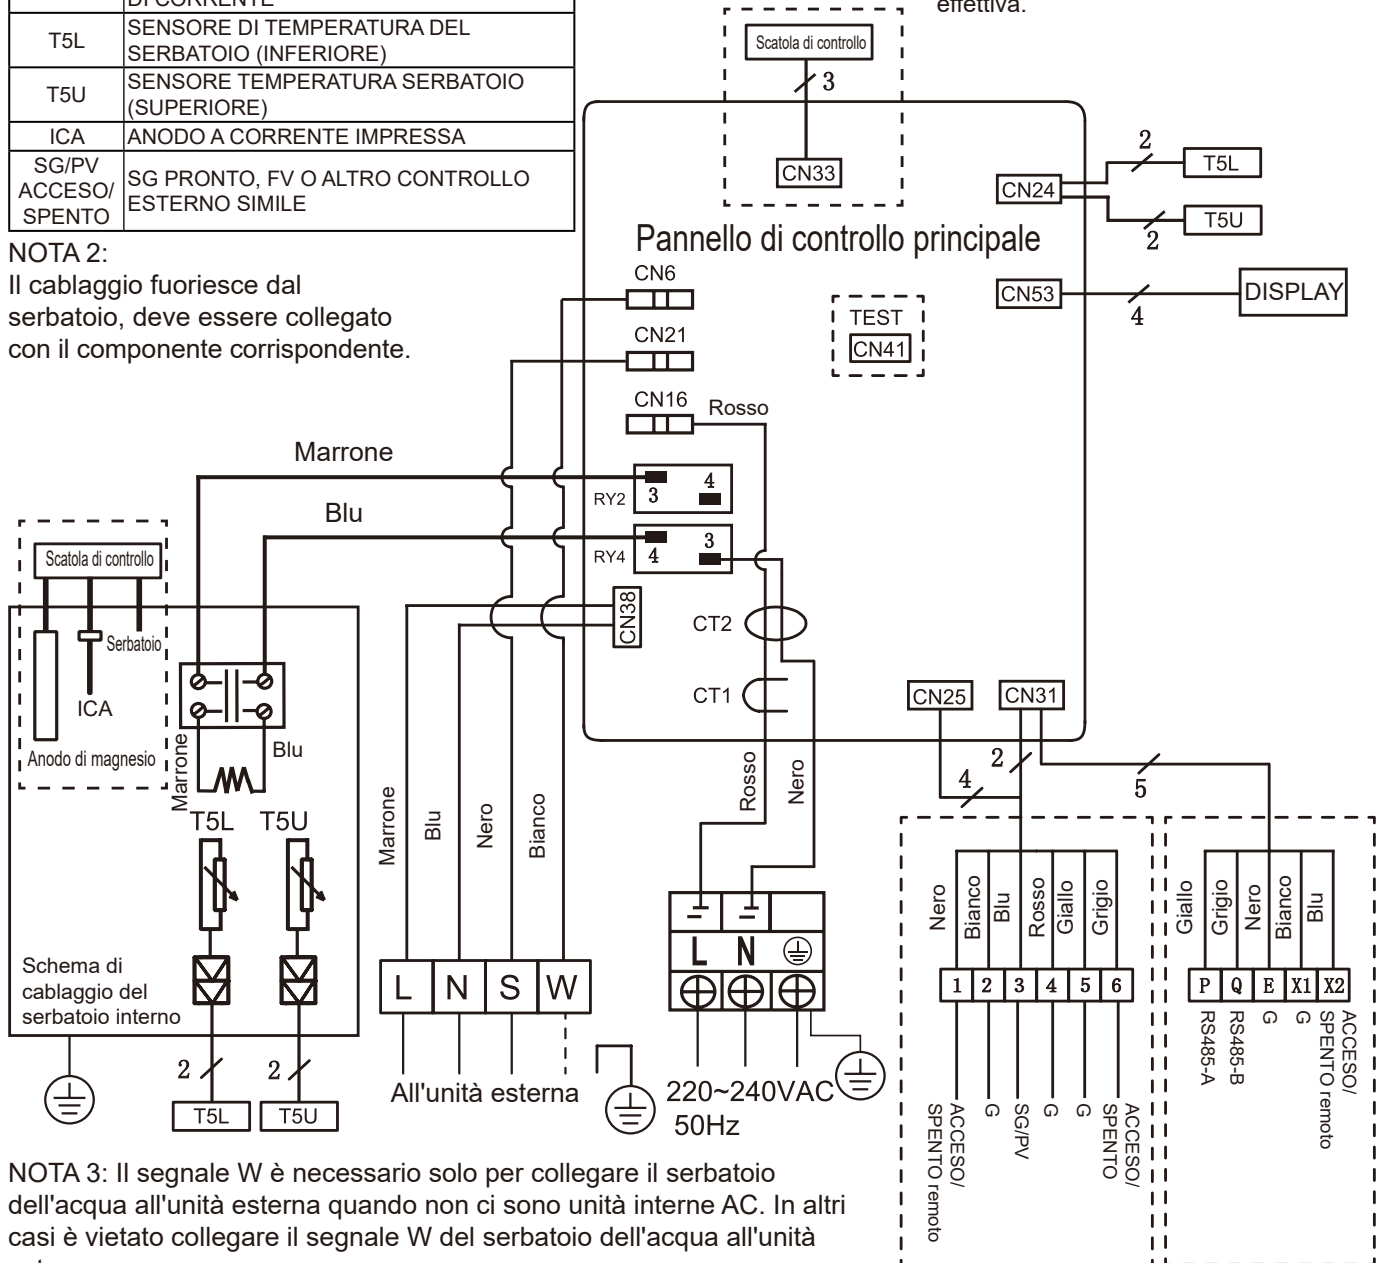 DI CORRENTE
T5L
SENSORE DI TEMPERATURA DEL
SERBATOIO (INFERIORE)
T5U
SENSORE TEMPERATURA SERBATOIO
(SUPERIORE)
ICA
ANODO A CORRENTE IMPRESSA
SG/PV
ACCESO/
SPENTO
SG PRONTO, FV O ALTRO CONTROLLO
ESTERNO SIMILE
effettiva.
NOTA 2:
Il cablaggio fuoriesce dal
serbatoio, deve essere collegato
con il componente corrispondente.
Scatola di controllo
3
CN33
Pannello di controllo principale
CN24
2
T5L
2
T5U
CN53
4
DISPLAY
TEST
CN41
CN6
CN21
CN16
Rosso
Marrone
RY2
3
4
Blu
RY4
4
3
CN38
CT2
CT1
CN25
CN31
2
4
5
Scatola di controllo
Serbatoio
ICA
Anodo di magnesio
Marrone
Blu
T5L
T5U
Schema di
cablaggio del
serbatoio interno
2
2
T5L
T5U
Marrone
Blu
Nero
Bianco
L
N
S
W
All'unità esterna
Rosso
Nero
L
N
220~240VAC
50Hz
Nero
Bianco
Blu
Rosso
Giallo
Grigio
1
2
3
4
5
6
ACCESO/
SPENTO remoto
G
SG/PV
G
G
ACCESO/
SPENTO
Giallo
Grigio
Nero
Bianco
Blu
P
Q
E
X1
X2
RS485-A
RS485-B
G
G
ACCESO/
SPENTO remoto
NOTA 3: Il segnale W è necessario solo per collegare il serbatoio
dell'acqua all'unità esterna quando non ci sono unità interne AC. In altri
casi è vietato collegare il segnale W del serbatoio dell'acqua all'unità